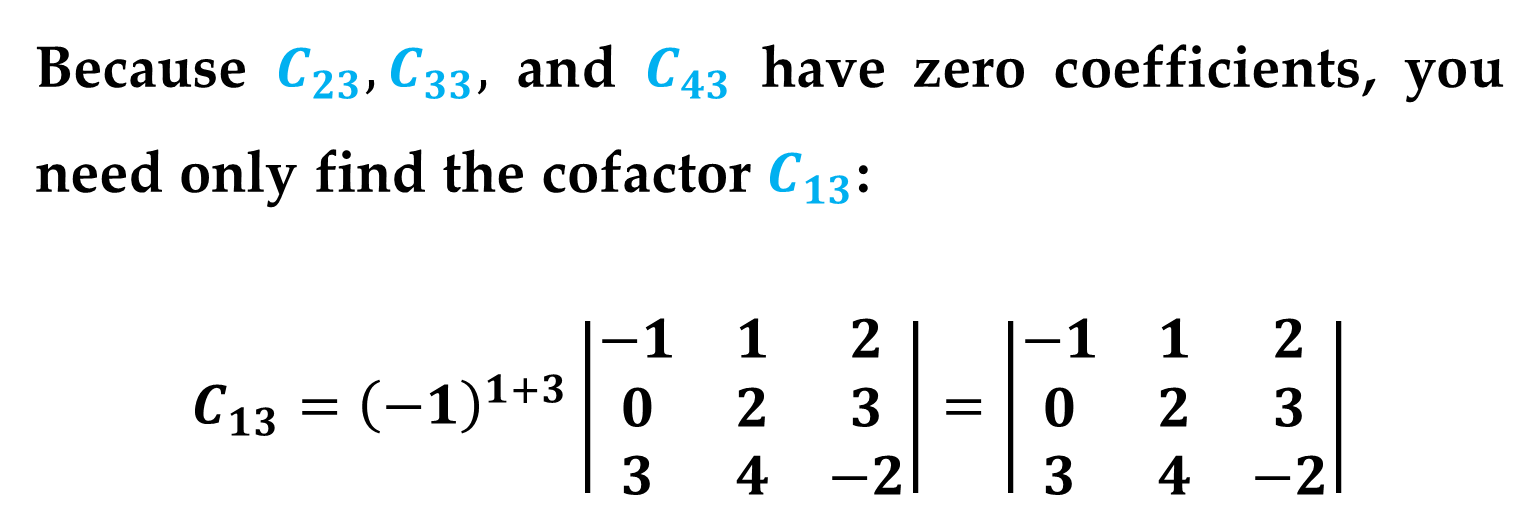 Because C₂₃, C₃₃, and C₄₃ have zero coefficients, you
need only find the cofactor C₁₃:
C₁₃ = (−1)¹⁺³ |−1 1 2| = |−1 1 2|
|0 2 3| |0 2 3|
|3 4 −2| |3 4 −2|